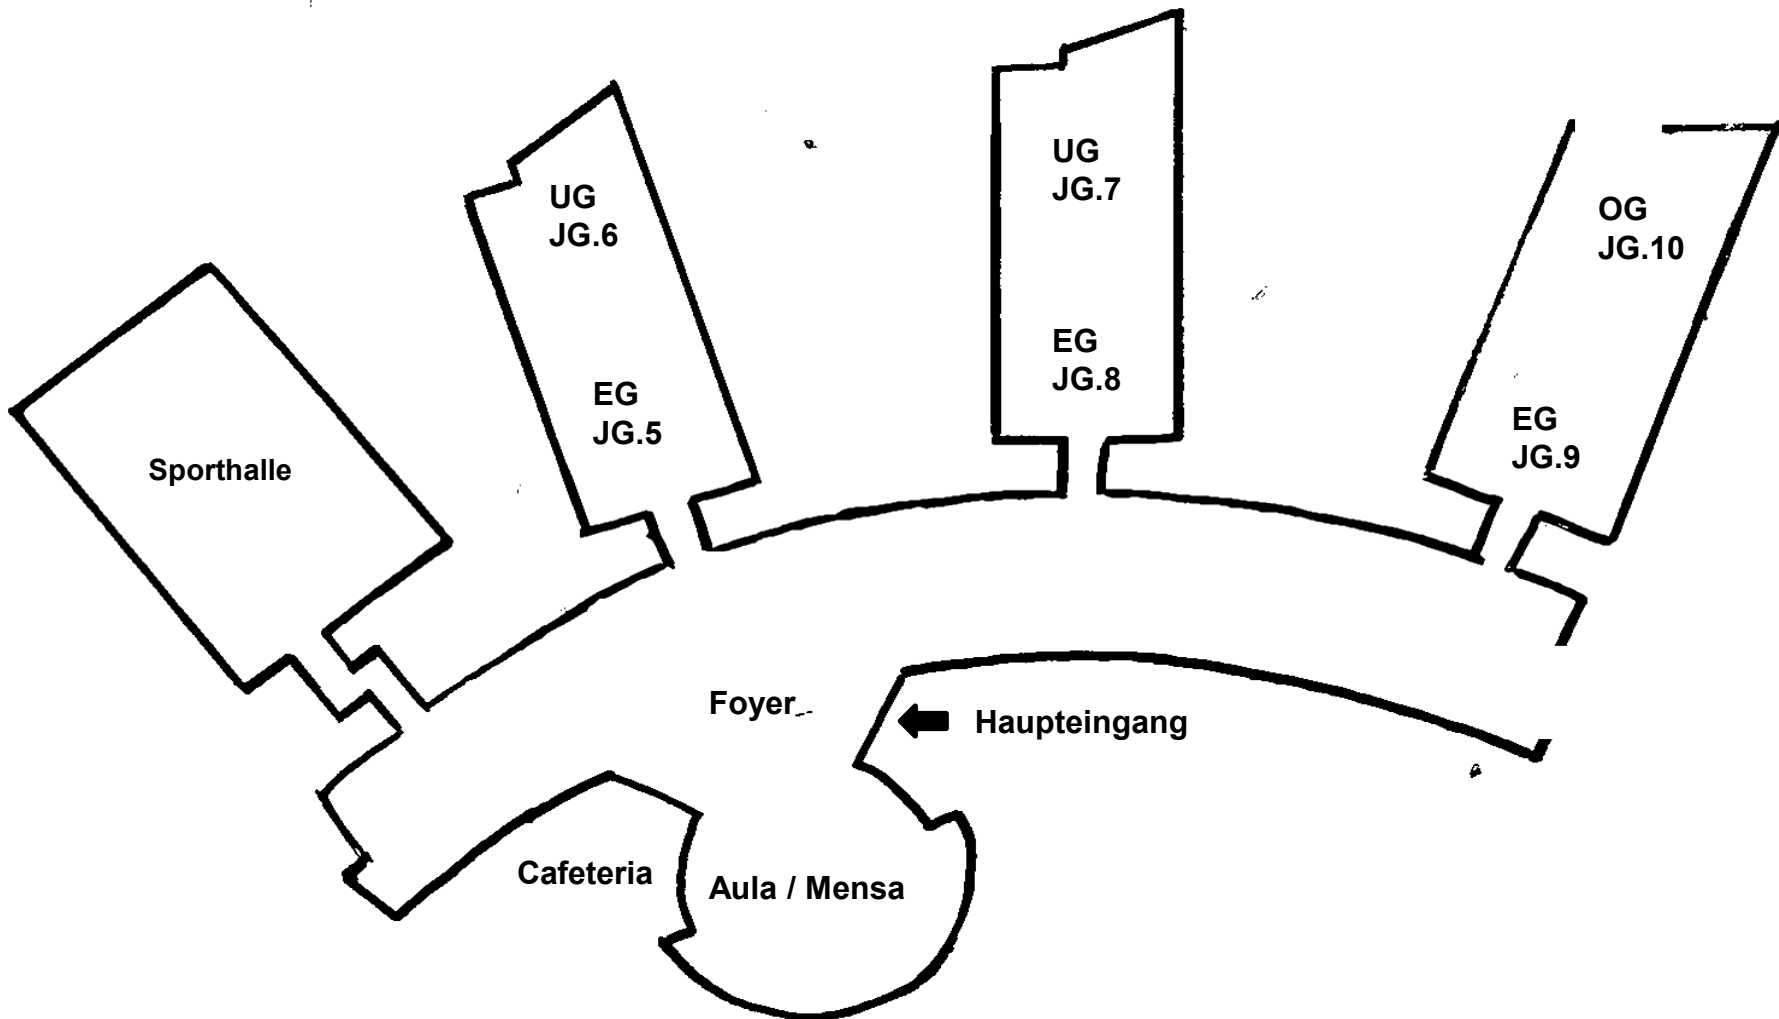 UG
JG.7
UG
JG.6
OG
JG.10
EG
JG.8
EG
JG.5
EG
JG.9
Sporthalle
Foyer
Haupteingang
Cafeteria
Aula / Mensa